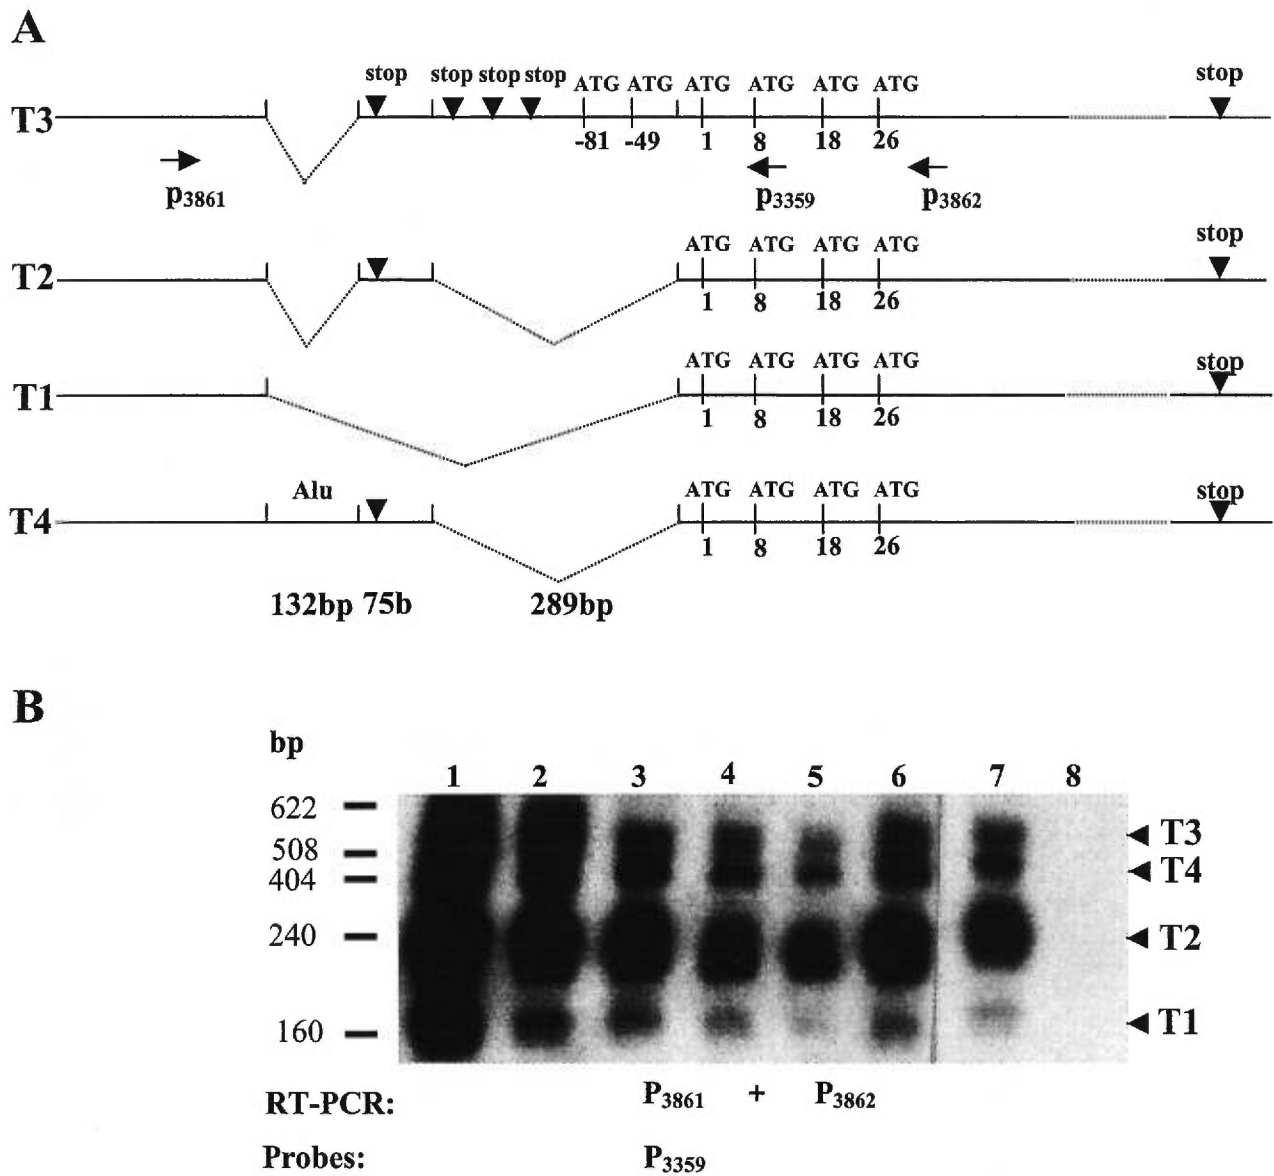 A
stop stop stop stop ATG ATG ATG ATG ATG ATG stop
T3
-81 -49 1 8 18 26
p3861 p3359 p3862
ATG ATG ATG ATG stop
T2
1 8 18 26
ATG ATG ATG ATG stop
T1
1 8 18 26
Alu ATG ATG ATG ATG stop
T4
1 8 18 26
132bp 75b 289bp
B
bp
1 2 3 4 5 6 7 8
622
T3
508
T4
404
240 T2
160 T1
RT-PCR: P3861 + P3862
Probes: P3359